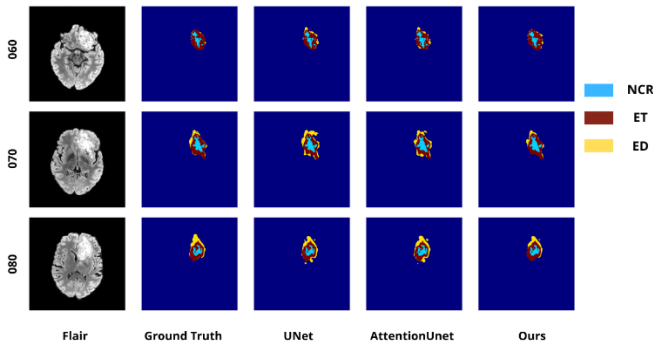 060
NCR
ET
070
ED
080
Flair
Ground Truth
UNet
AttentionUnet
Ours